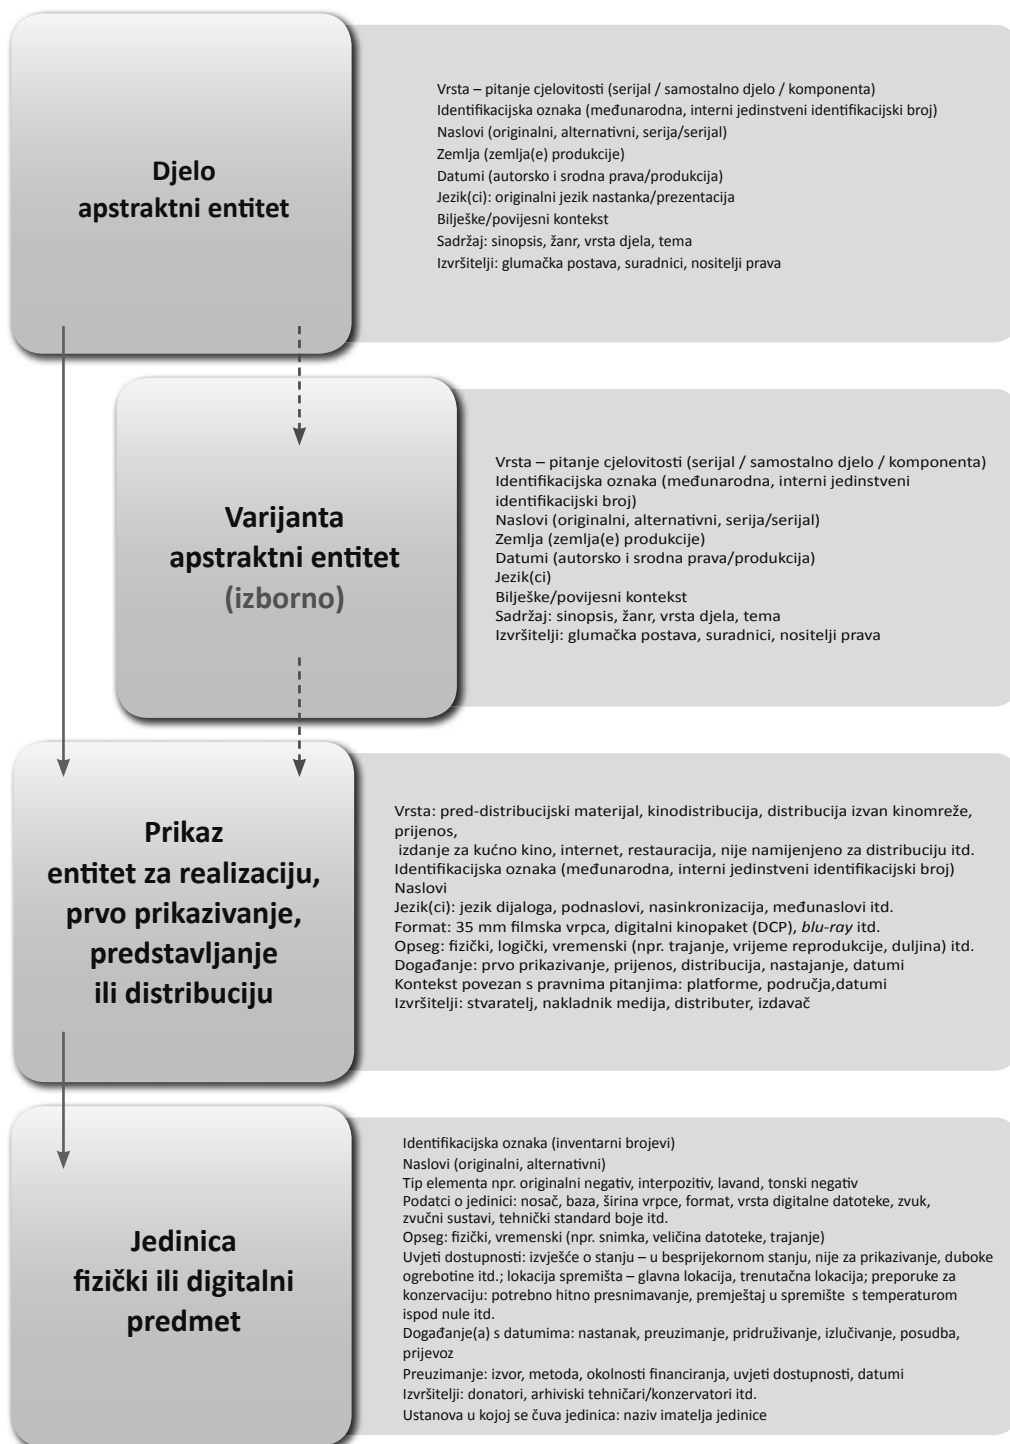 Djelo
apstraktni entitet
Vrsta – pitanje cjelovitosti (serijal / samostalno djelo / komponenta)
Identifikacijska oznaka (međunarodna, interni jedinstveni identifikacijski broj)
Naslovi (originalni, alternativni, serija/serijal)
Zemlja (zemlja(e) produkcije)
Datumi (autorsko i srodna prava/produkcija)
Jezik(ci): originalni jezik nastanka/prezentacija
Bilješke/povijesni kontekst
Sadržaj: sinopsis, žanr, vrsta djela, tema
Izvršitelji: glumačka postava, suradnici, nositelji prava
Varijanta
apstraktni entitet
(izborno)
Vrsta – pitanje cjelovitosti (serijal / samostalno djelo / komponenta)
Identifikacijska oznaka (međunarodna, interni jedinstveni
identifikacijski broj)
Naslovi (originalni, alternativni, serija/serijal)
Zemlja (zemlja(e) produkcije)
Datumi (autorsko i srodna prava/produkcija)
Jezik(ci)
Bilješke/povijesni kontekst
Sadržaj: sinopsis, žanr, vrsta djela, tema
Izvršitelji: glumačka postava, suradnici, nositelji prava
Prikaz
entitet za realizaciju,
prvo prikazivanje,
predstavljanje
ili distribuciju
Vrsta: pred-distribucijski materijal, kinodistribucija, distribucija izvan kinomreže,
prijenos,
izdanje za kućno kino, internet, restauracija, nije namijenjeno za distribuciju itd.
Identifikacijska oznaka (međunarodna, interni jedinstveni identifikacijski broj)
Naslovi
Jezik(ci): jezik dijaloga, podnaslovi, nasinkronizacija, međunaslovi itd.
Format: 35 mm filmska vrpca, digitalni kinopaket (DCP), blu-ray itd.
Opseg: fizički, logički, vremenski (npr. trajanje, vrijeme reprodukcije, duljina) itd.
Događanje: prvo prikazivanje, prijenos, distribucija, nastajanje, datumi
Kontekst povezan s pravnima pitanjima: platforme, područja,datumi
Izvršitelji: stvaratelj, nakladnik medija, distributer, izdavač
Jedinica
fizički ili digitalni
predmet
Identifikacijska oznaka (inventarni brojevi)
Naslovi (originalni, alternativni)
Tip elementa npr. originalni negativ, interpozitiv, lavand, tonski negativ
Podatci o jedinici: nosač, baza, širina vrpce, format, vrsta digitalne datoteke, zvuk,
zvučni sustavi, tehnički standard boje itd.
Opseg: fizički, vremenski (npr. snimka, veličina datoteke, trajanje)
Uvjeti dostupnosti: izvješće o stanju – u besprijekornom stanju, nije za prikazivanje, duboke
ogrebotine itd.; lokacija spremišta – glavna lokacija, trenutačna lokacija; preporuke za
konzervaciju: potrebno hitno presnimavanje, premještaj u spremište s temperaturom
ispod nule itd.
Događanje(a) s datumima: nastanak, preuzimanje, pridruživanje, izlučivanje, posudba,
prijevoz
Preuzimanje: izvor, metoda, okolnosti financiranja, uvjeti dostupnosti, datumi
Izvršitelji: donatori, arhiviski tehničari/konzervatori itd.
Ustanova u kojoj se čuva jedinica: naziv imatelja jedinice